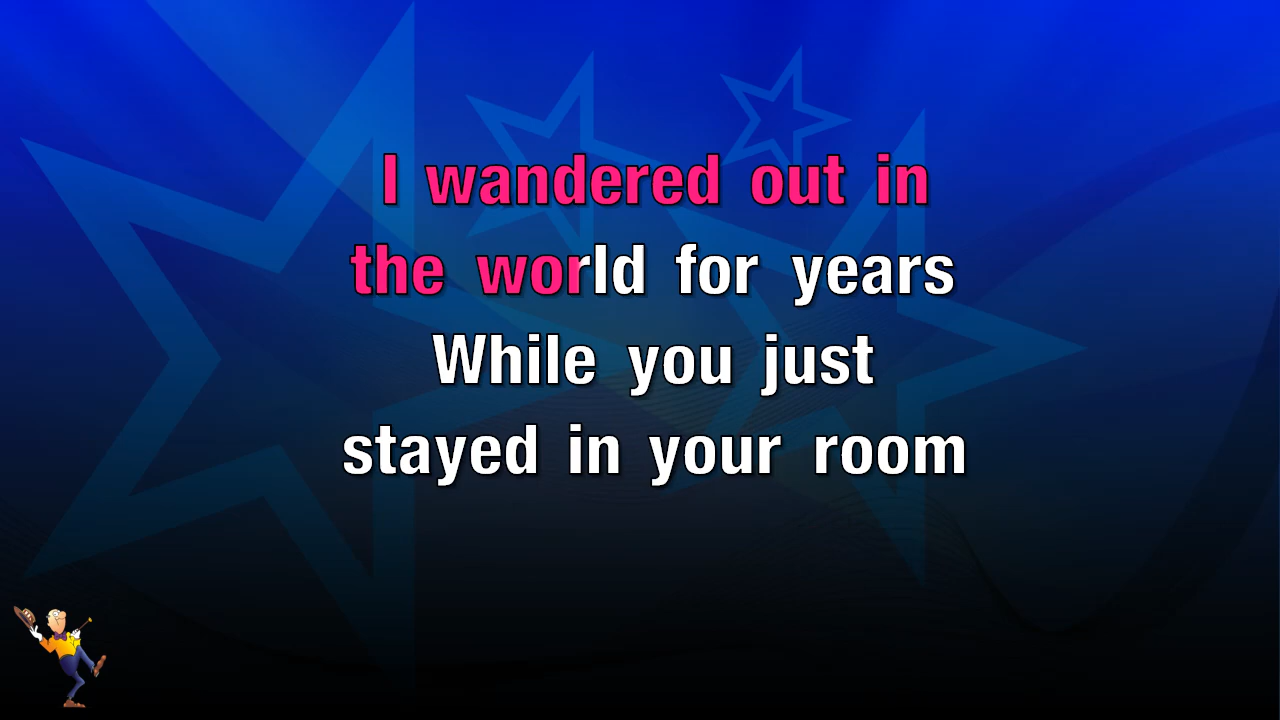 I wandered out in
the world for years
While you just
stayed in your room